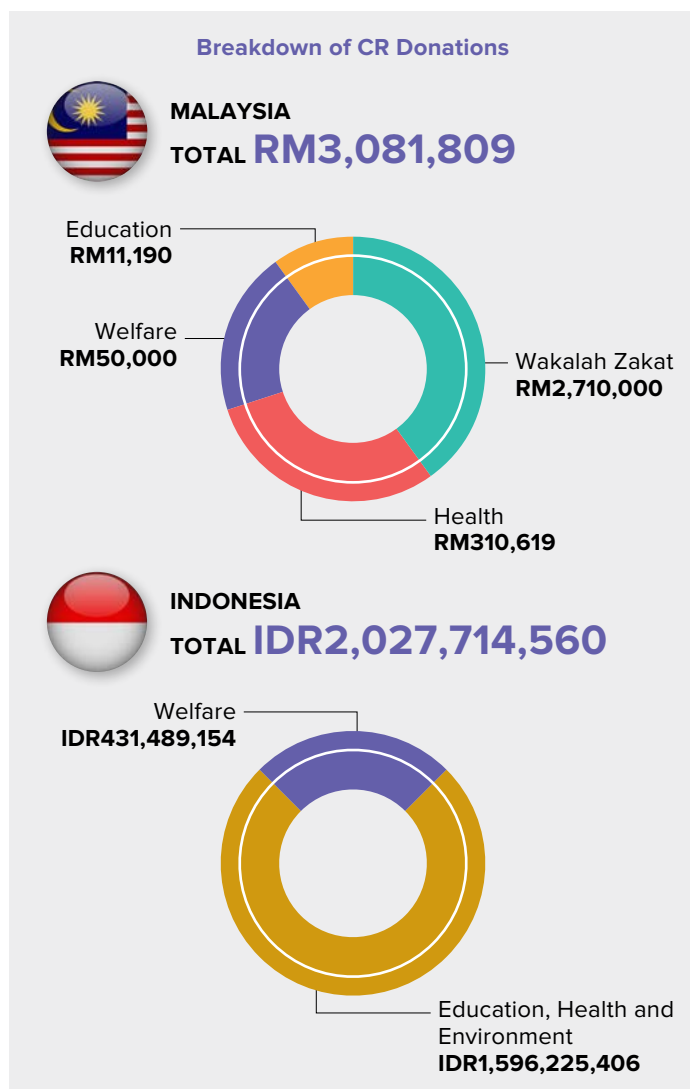 Breakdown of CR Donations
MALAYSIA
TOTAL RM3,081,809
Education
RM11,190
Welfare
RM50,000
Wakalah Zakat
RM2,710,000
Health
RM310,619
INDONESIA
TOTAL IDR2,027,714,560
Welfare
IDR431,489,154
Education, Health and
Environment
IDR1,596,225,406